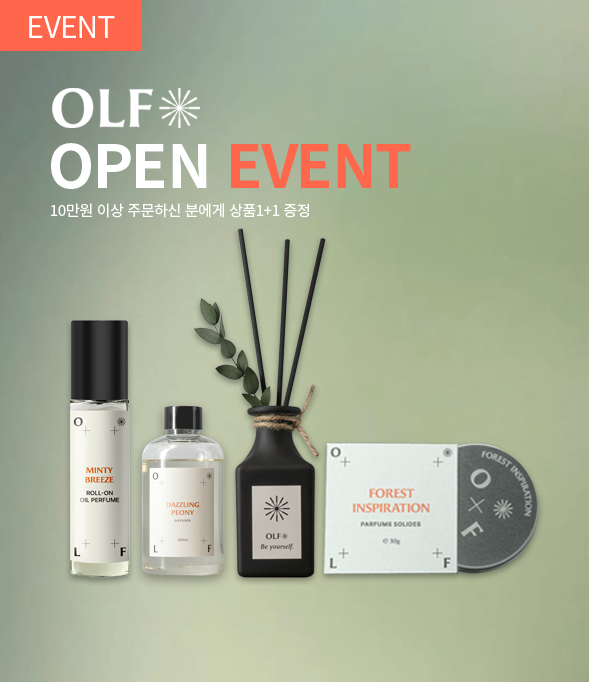 EVENT
OLF
OPEN EVENT
10만원 이상 주문하신 분에게 상품1+1 증정
O
MINTY
BREEZE
ROLL-ON
OIL PERFUME
L F
O
DAZZLING
PEONY
DIFFUSER
L F
OLF
Be yourself.
O
FOREST
INSPIRATION
PARFUMS SOLIDES
℮ 30g
L F
FOREST INSPIRATION
O
F